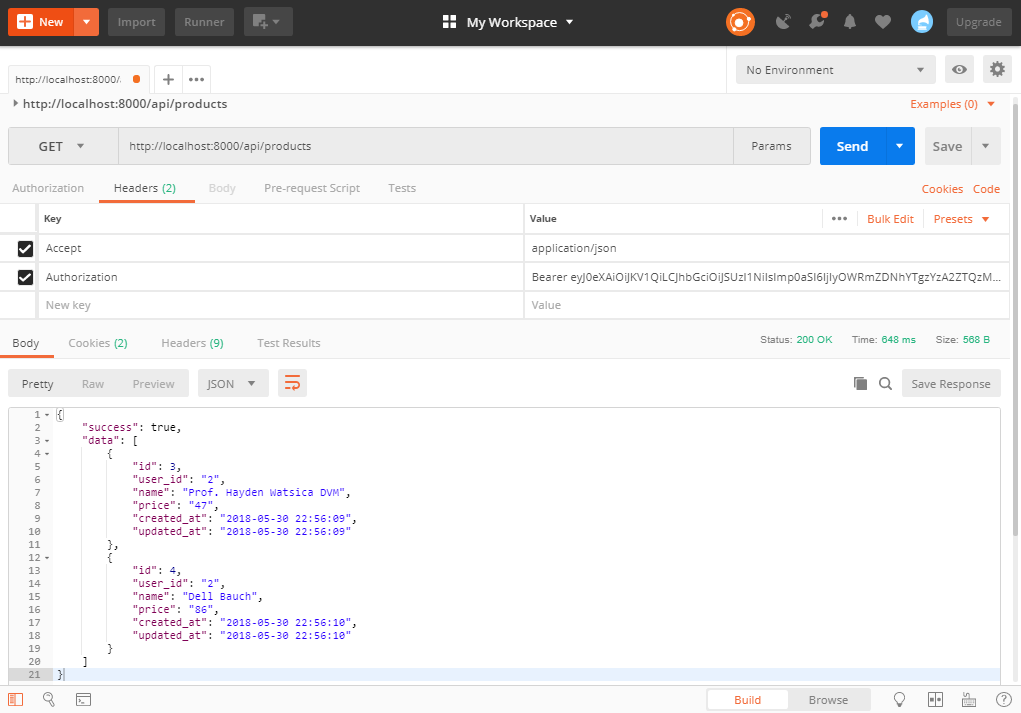 New Import Runner My Workspace Upgrade
http://localhost:8000/ No Environment
http://localhost:8000/api/products Examples (0)
GET http://localhost:8000/api/products Params Send Save
Authorization Headers (2) Body Pre-request Script Tests Cookies Code
Key Value Bulk Edit Presets
Accept application/json
Authorization
New key Value
Body Cookies (2) Headers (9) Test Results Status: 200 OK Time: 648 ms Size: 568 B
Pretty Raw Preview JSON Save Response
1 {
2 "success": true,
3 "data": [
4 {
5 "id": 3,
6 "user_id": "2",
7 "name": "Prof. Hayden Watsica DVM",
8 "price": "47",
9 "created_at": "2018-05-30 22:56:09",
10 "updated_at": "2018-05-30 22:56:09"
11 },
12 {
13 "id": 4,
14 "user_id": "2",
15 "name": "Dell Bauch",
16 "price": "86",
17 "created_at": "2018-05-30 22:56:10",
18 "updated_at": "2018-05-30 22:56:10"
19 }
20 ]
21 }
Build Browse